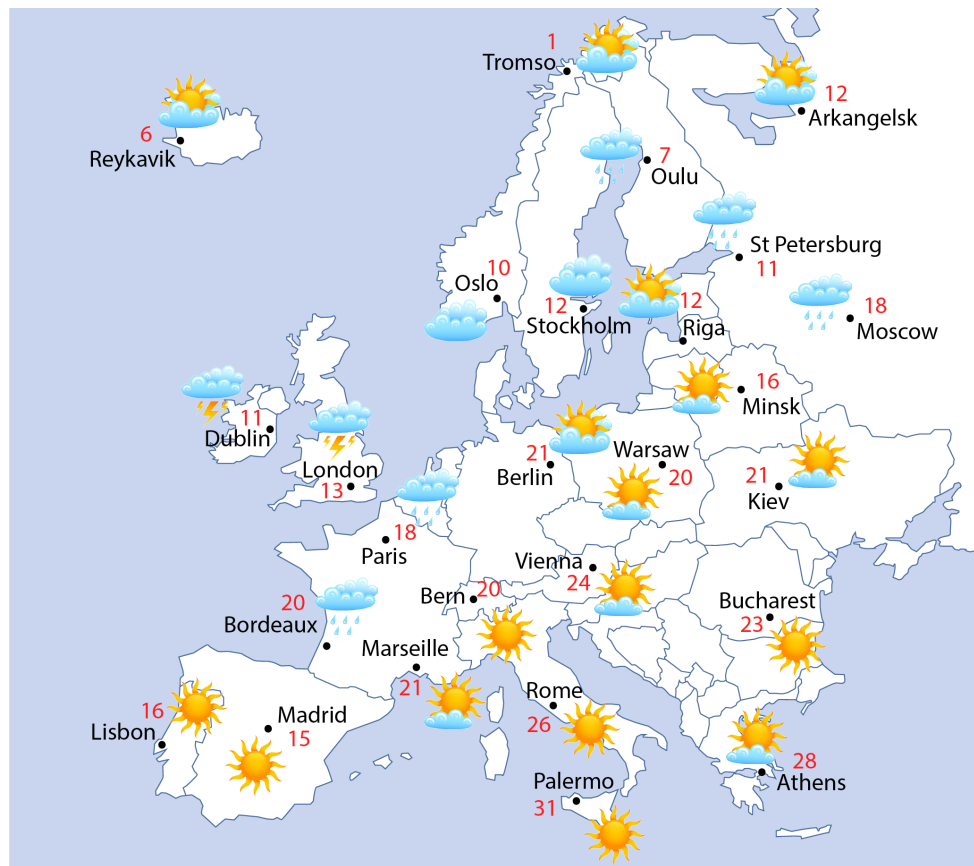 1
Tromso
12
Arkangelsk
6
Reykavik
7
Oulu
St Petersburg
11
10
Oslo
12
Stockholm
12
Riga
18
Moscow
16
Minsk
11
Dublin
London
13
21
Berlin
Warsaw
20
21
Kiev
18
Paris
Vienna
24
Bern
20
20
Bordeaux
Bucharest
23
Marseille
21
Rome
26
16
Lisbon
Madrid
15
28
Athens
Palermo
31